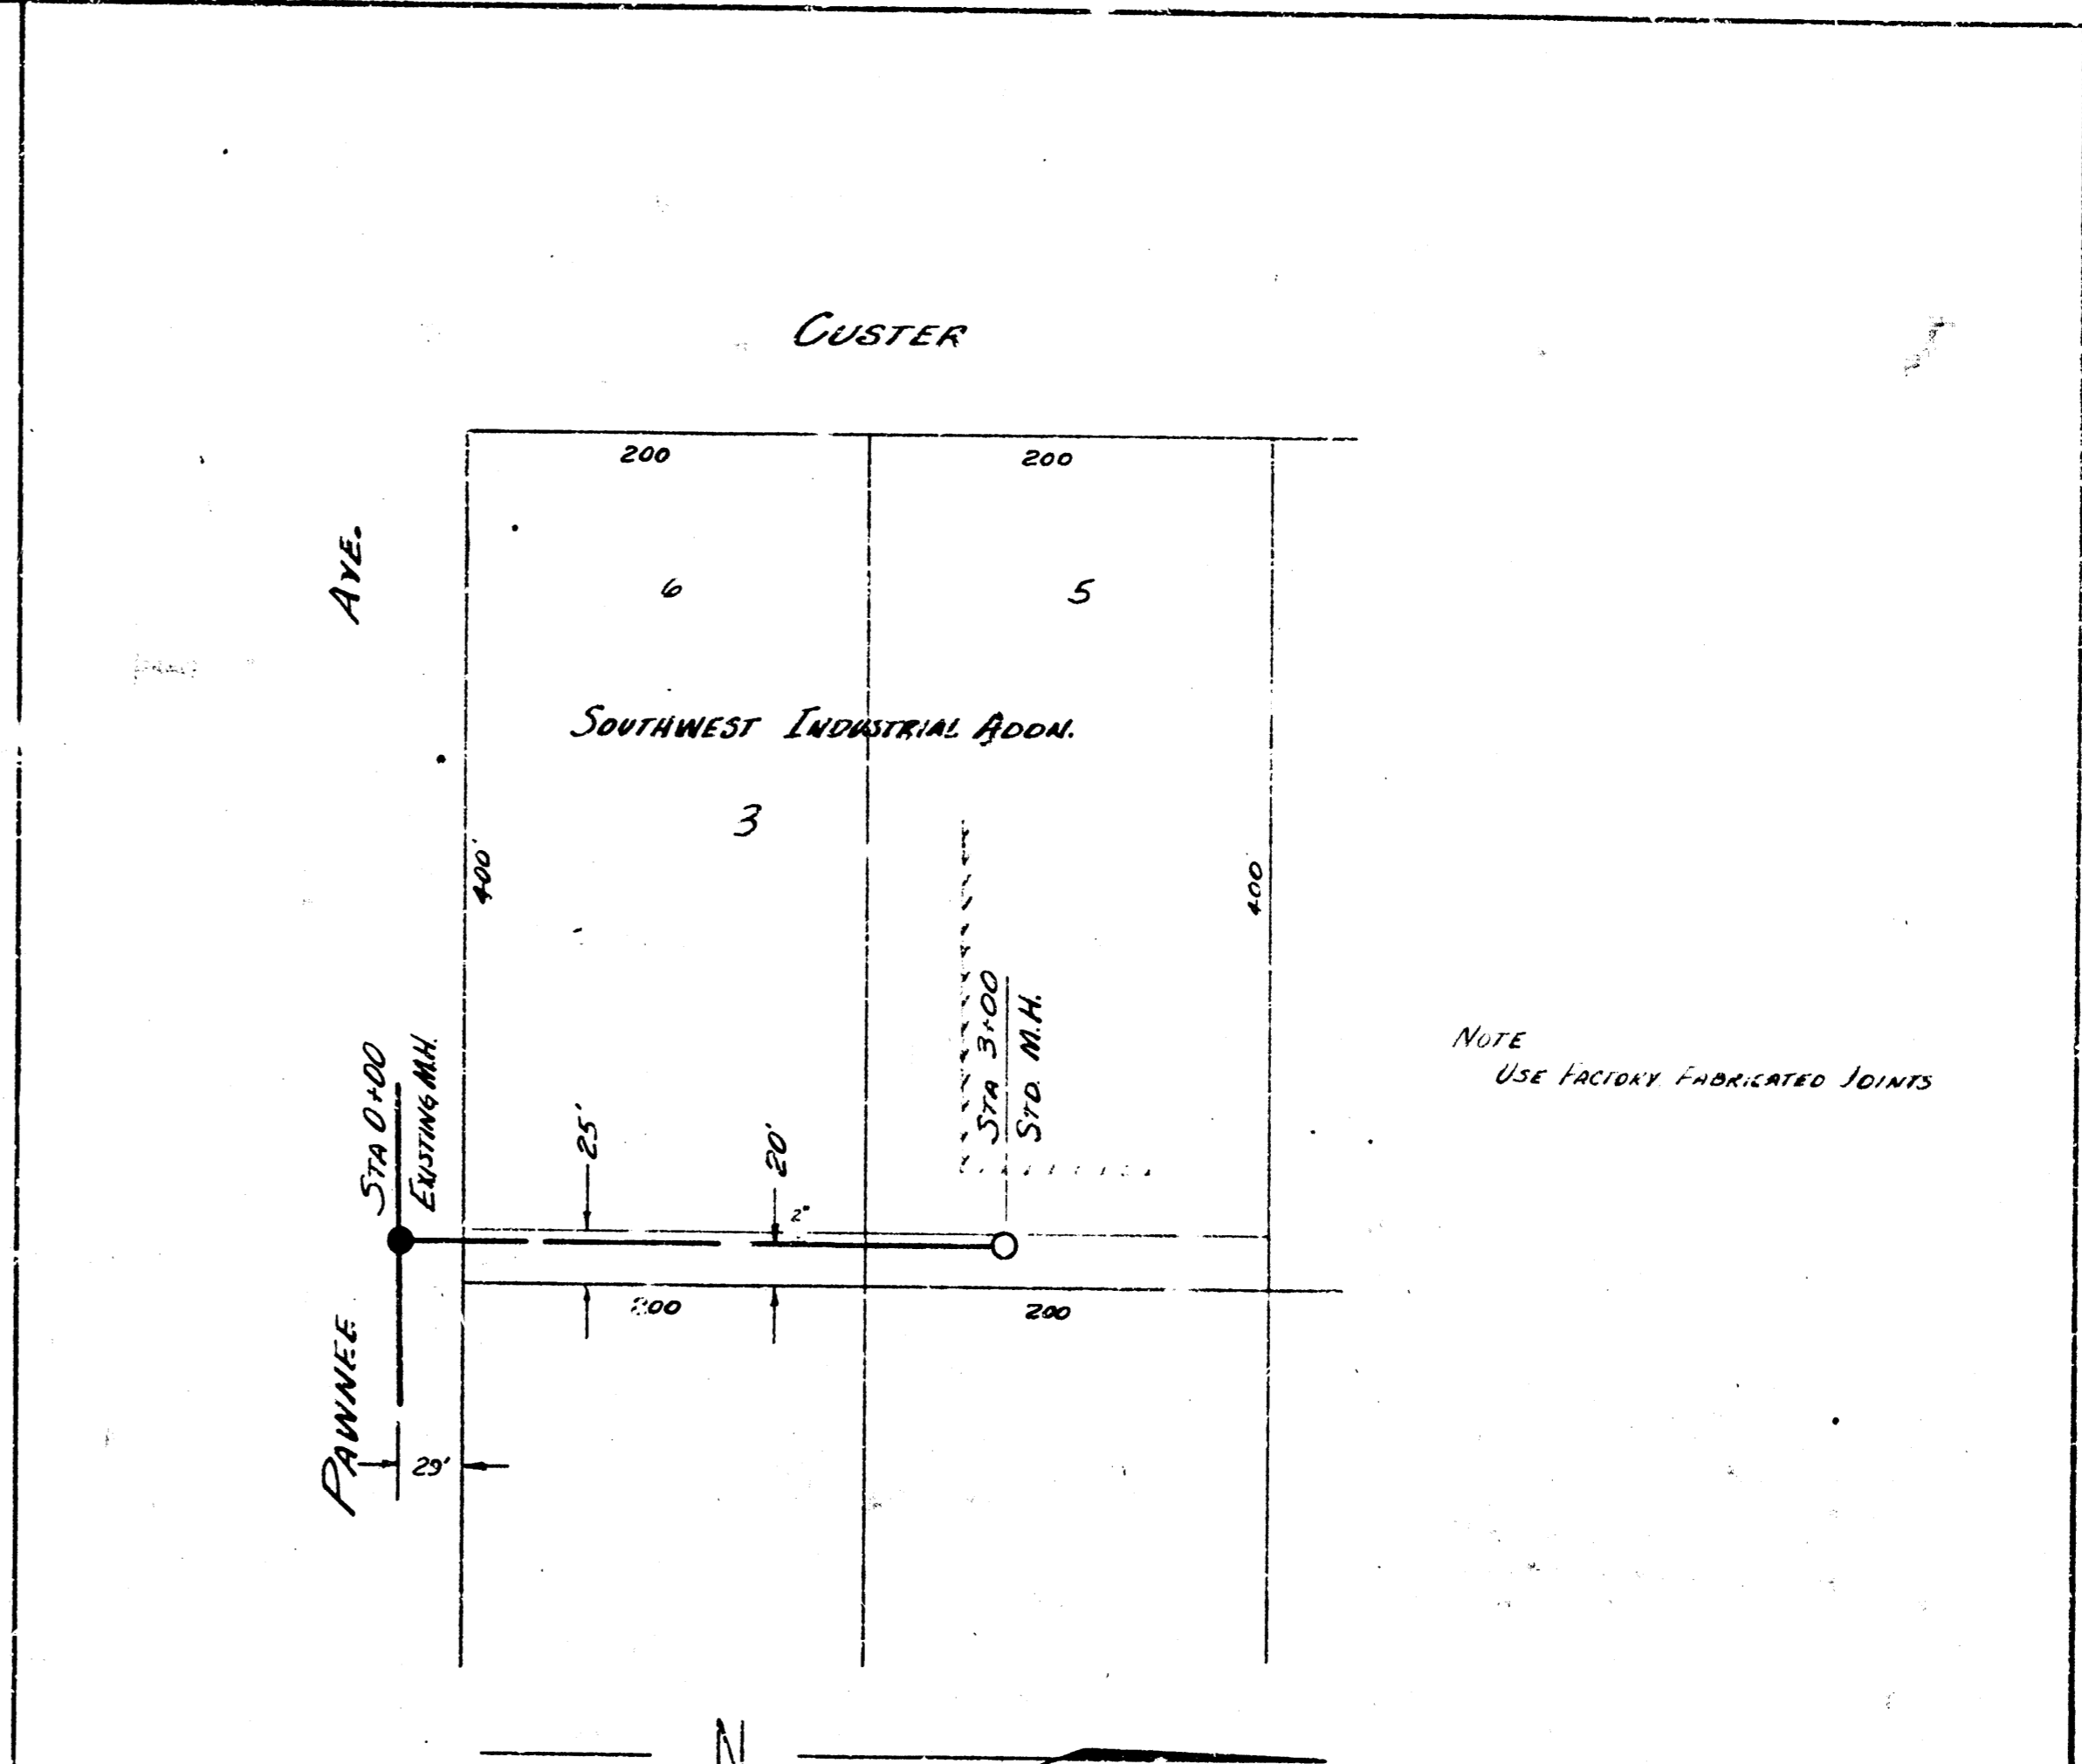 CUSTER
200
200
AVE.
6
5
SOUTHWEST INDUSTRIAL ADDN.
3
400'
400
STA 0+00
EXISTING M.H.
STA 3+00
STD. M.H.
NOTE
USE FACTORY FABRICATED JOINTS
25'
20'
2"
200
200
PAWNEE
29'
N